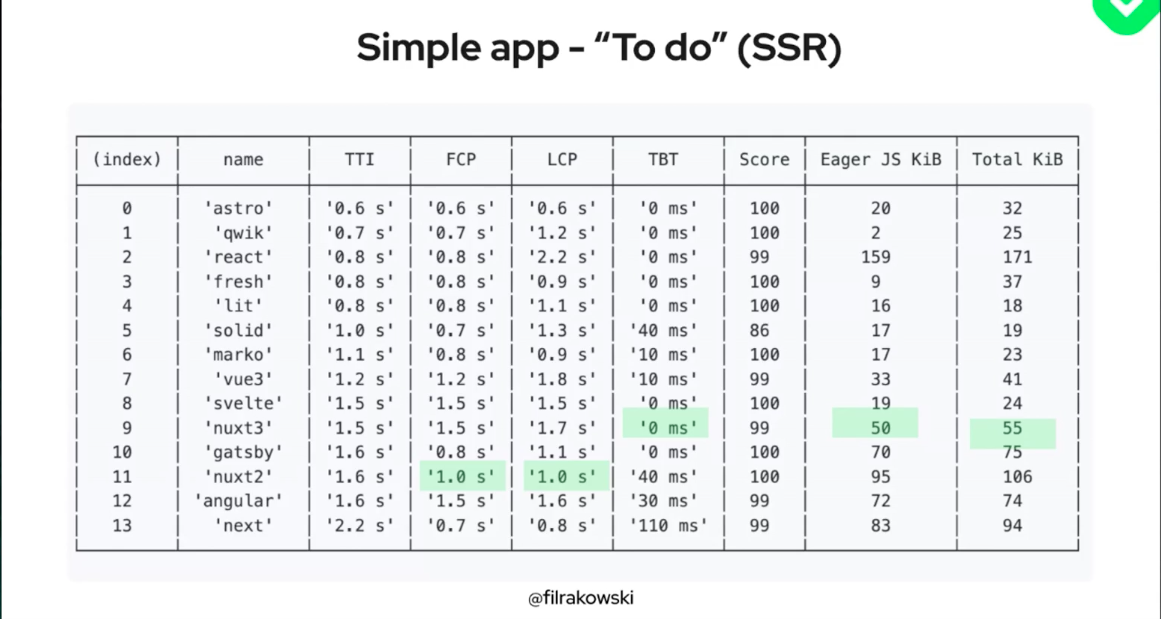 Simple app - “To do” (SSR)
(index) name TTI FCP LCP TBT Score Eager JS KiB Total KiB
0 'astro' '0.6 s' '0.6 s' '0.6 s' '0 ms' 100 20 32
1 'qwik' '0.7 s' '0.7 s' '1.2 s' '0 ms' 100 2 25
2 'react' '0.8 s' '0.8 s' '2.2 s' '0 ms' 99 159 171
3 'fresh' '0.8 s' '0.8 s' '0.9 s' '0 ms' 100 9 37
4 'lit' '0.8 s' '0.8 s' '1.1 s' '0 ms' 100 16 18
5 'solid' '1.0 s' '0.7 s' '1.3 s' '40 ms' 86 17 19
6 'marko' '1.1 s' '0.8 s' '0.9 s' '10 ms' 100 17 23
7 'vue3' '1.2 s' '1.2 s' '1.8 s' '10 ms' 99 33 41
8 'svelte' '1.5 s' '1.5 s' '1.5 s' '0 ms' 100 19 24
9 'nuxt3' '1.5 s' '1.5 s' '1.7 s' '0 ms' 99 50 55
10 'gatsby' '1.6 s' '0.8 s' '1.1 s' '0 ms' 100 70 75
11 'nuxt2' '1.6 s' '1.0 s' '1.0 s' '40 ms' 100 95 106
12 'angular' '1.6 s' '1.5 s' '1.6 s' '30 ms' 99 72 74
13 'next' '2.2 s' '0.7 s' '0.8 s' '110 ms' 99 83 94
@filrakowski